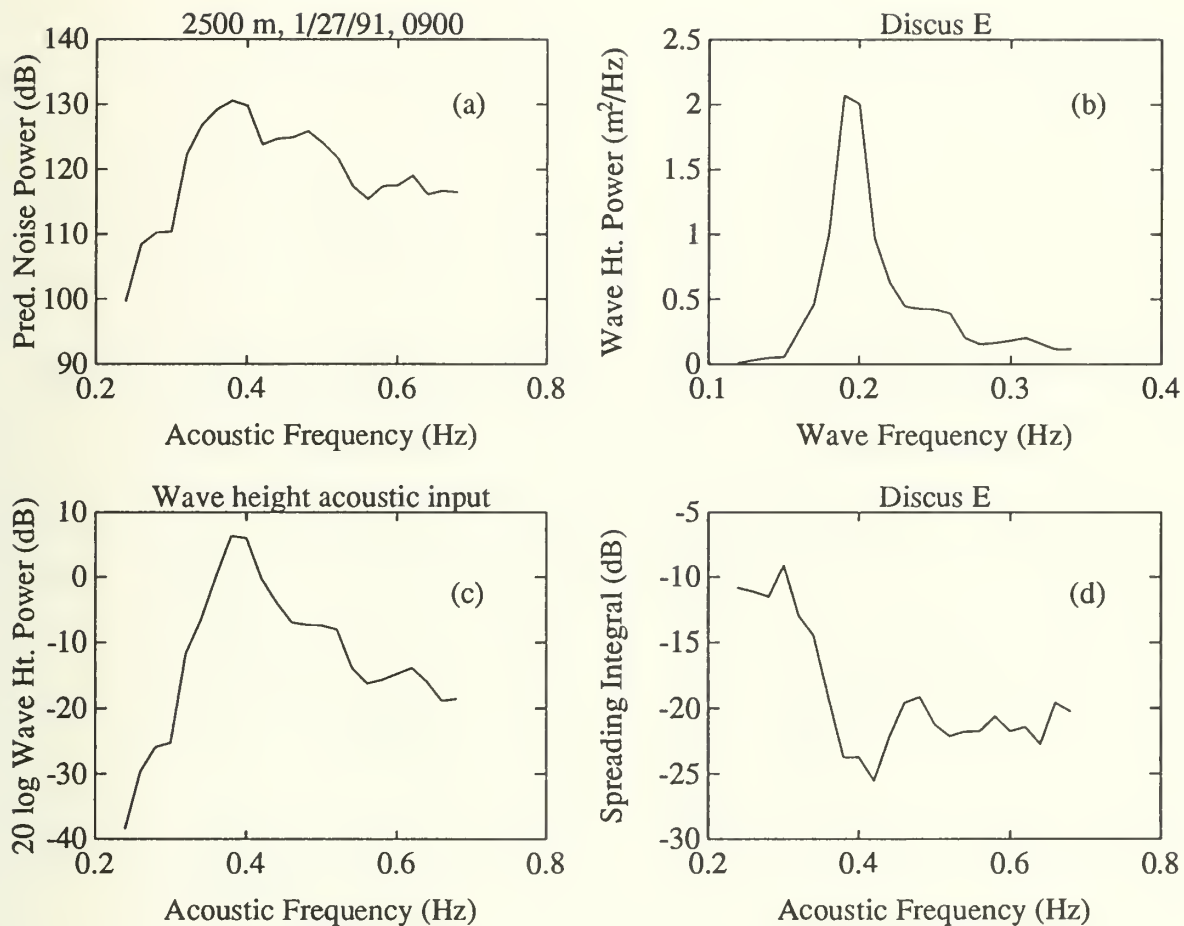 2500 m, 1/27/91, 0900
140
130
120
110
100
90
Pred. Noise Power (dB)
(a)
0.2
0.4
0.6
0.8
Acoustic Frequency (Hz)
Discus E
2.5
2
1.5
1
0.5
0
Wave Ht. Power (m²/Hz)
(b)
0.1
0.2
0.3
0.4
Wave Frequency (Hz)
Wave height acoustic input
10
0
-10
-20
-30
-40
20 log Wave Ht. Power (dB)
(c)
0.2
0.4
0.6
0.8
Acoustic Frequency (Hz)
Discus E
-5
-10
-15
-20
-25
-30
Spreading Integral (dB)
(d)
0.2
0.4
0.6
0.8
Acoustic Frequency (Hz)